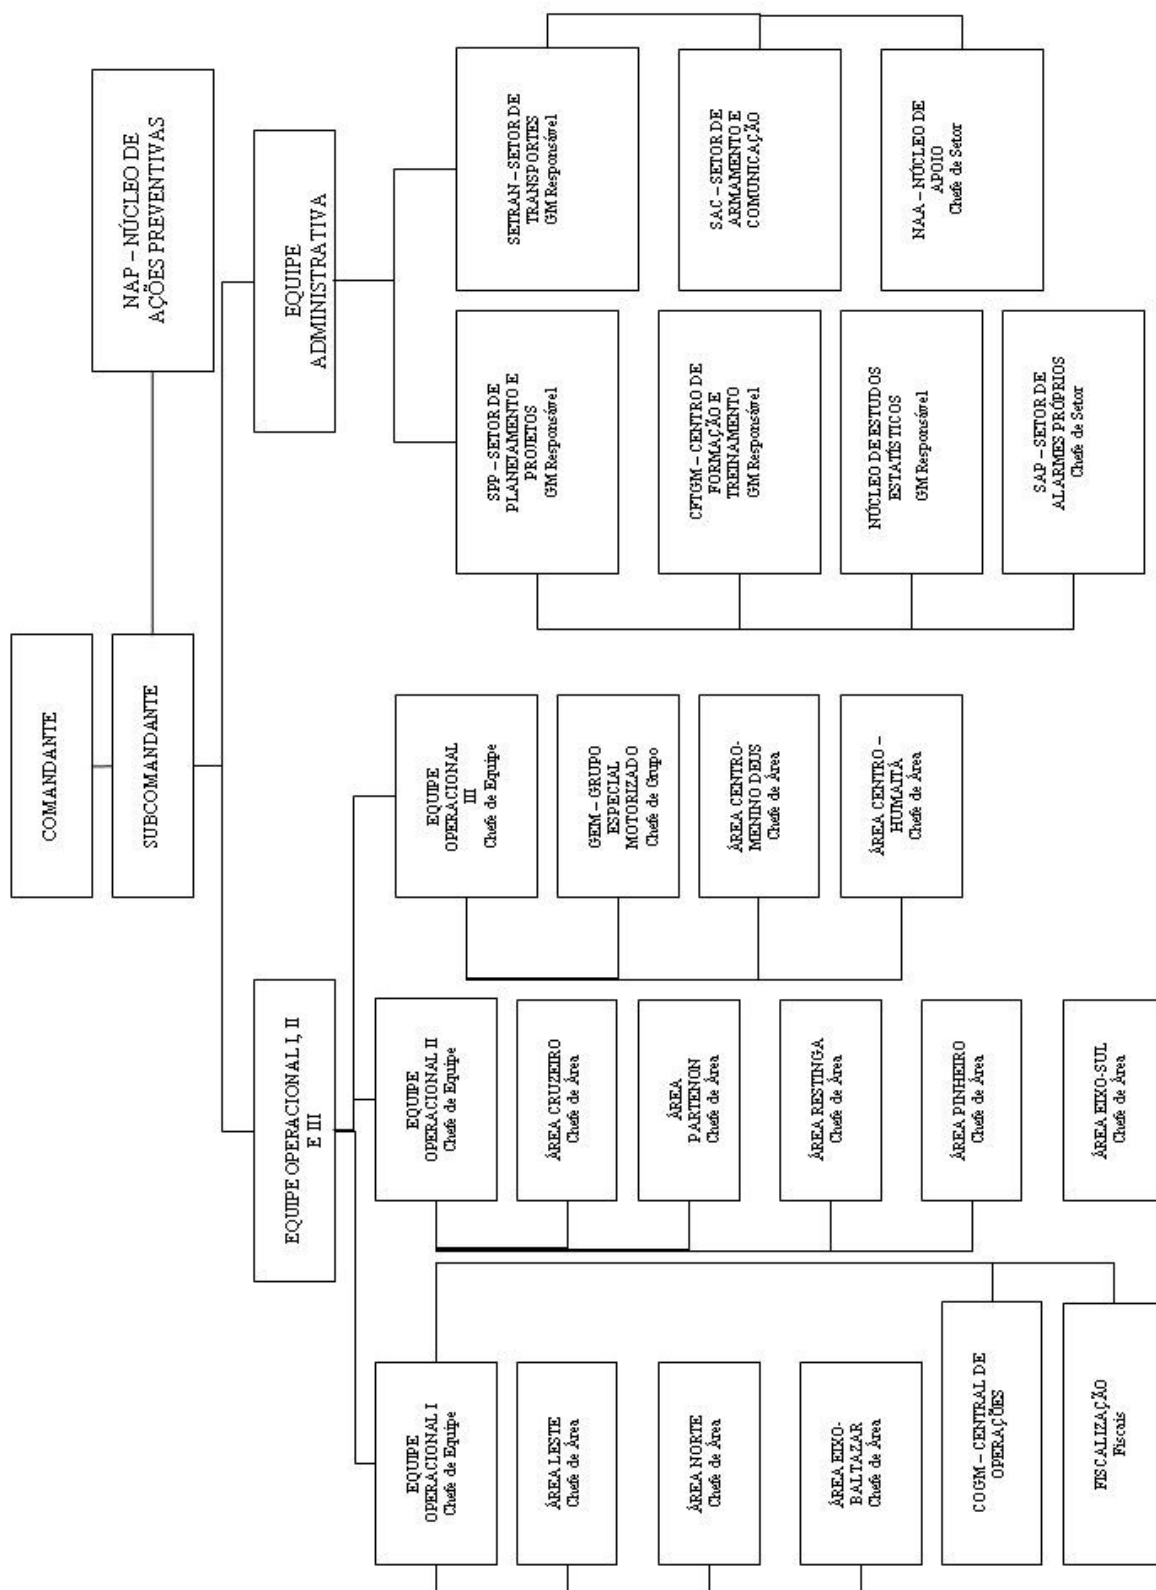 COMANDANTE
SUBCOMANDANTE
NAP – NÚCLEO DE
AÇÕES PREVENTIVAS
EQUIPE OPERACIONAL I, II
E III
EQUIPE
ADMINISTRATIVA
EQUIPE
OPERACIONAL I
Chefe de Equipe
ÁREA LESTE
Chefe de Área
ÁREA NORTE
Chefe de Área
ÁREA EIXO-
BALTAZAR
Chefe de Área
COGM – CENTRAL DE
OPERAÇÕES
FISCALIZAÇÃO
Fiscais
EQUIPE
OPERACIONAL II
Chefe de Equipe
ÁREA CRUZEIRO
Chefe de Área
ÁREA
PARTENON
Chefe de Área
ÁREA RESTINGA
Chefe de Área
ÁREA PINHEIRO
Chefe de Área
ÁREA EIXO-SUL
Chefe de Área
EQUIPE
OPERACIONAL
III
Chefe de Equipe
GEM – GRUPO
ESPECIAL
MOTORIZADO
Chefe de Grupo
ÁREA CENTRO-
MENINO DEUS
Chefe de Área
ÁREA CENTRO –
HUMAITÁ
Chefe de Área
SPP – SETOR DE
PLANEJAMENTO E
PROJETOS
GM Responsável
CFTGM – CENTRO DE
FORMAÇÃO E
TREINAMENTO
GM Responsável
NÚCLEO DE ESTUDOS
ESTATÍSTICOS
GM Responsável
SAP – SETOR DE
ALARMES PRÓPRIOS
Chefe de Setor
SETRAN – SETOR DE
TRANSPORTES
GM Responsável
SAC – SETOR DE
ARMAMENTO E
COMUNICAÇÃO
NAA – NÚCLEO DE
APOIO
Chefe de Setor